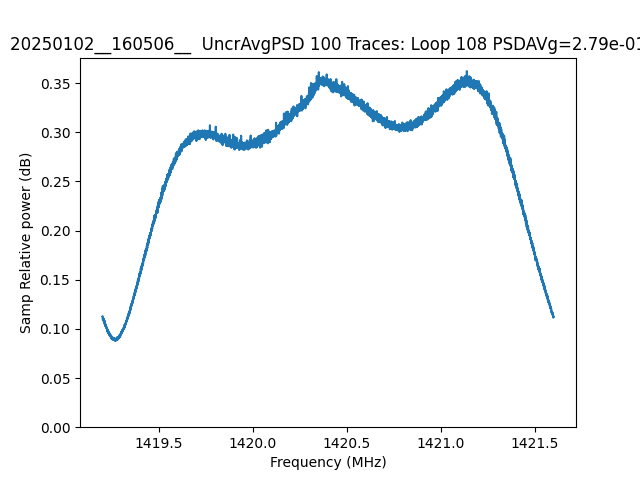 20250102__160506__  UncrAvgPSD 100 Traces: Loop 108 PSDAVg=2.79e-01
0.35
0.30
0.25
0.20
0.15
0.10
0.05
0.00
Samp Relative power (dB)
1419.5 1420.0 1420.5 1421.0 1421.5
Frequency (MHz)